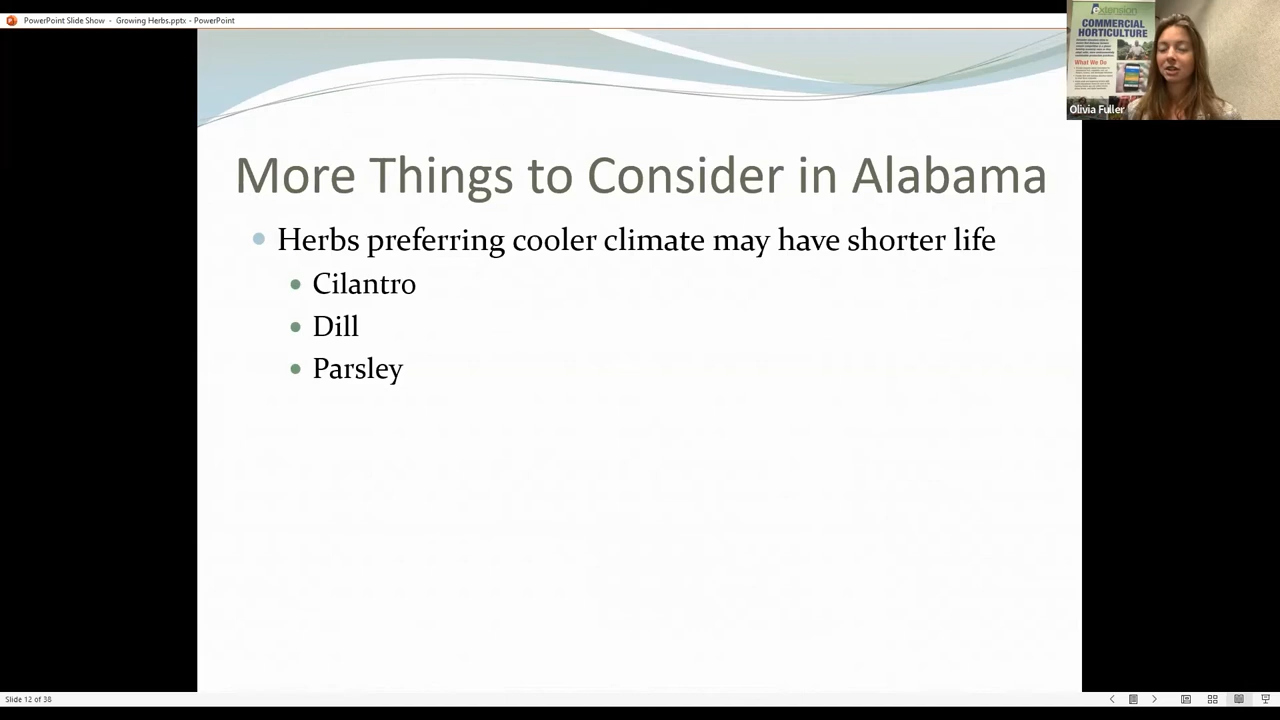 PowerPoint Slide Show - Growing Herbs.pptx - PowerPoint
extension
COMMERCIAL
HORTICULTURE
What We Do
Olivia Fuller
More Things to Consider in Alabama
Herbs preferring cooler climate may have shorter life
Cilantro
Dill
Parsley
Slide 12 of 38